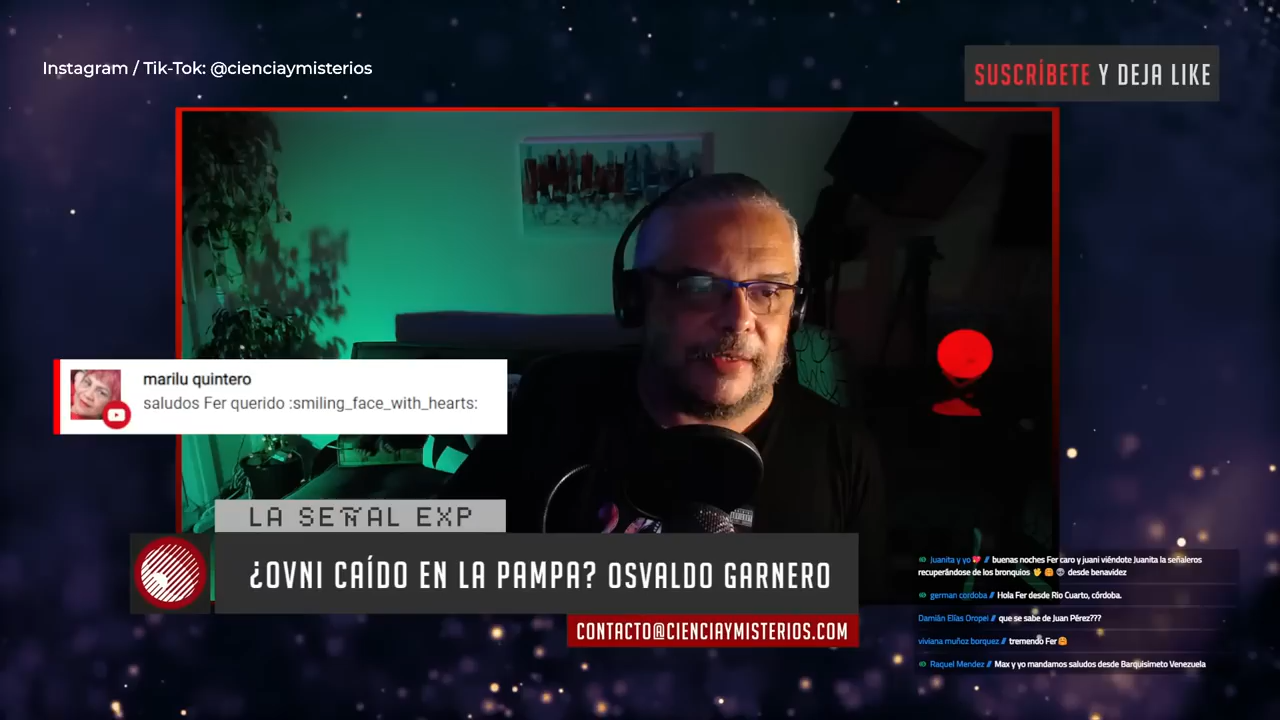 Instagram / Tik-Tok: @cienciaymisterios
SUSCRÍBETE Y DEJA LIKE
marilu quintero
saludos Fer querido :smiling_face_with_hearts:
LA SEÑAL EXP
¿OVNI CAÍDO EN LA PAMPA? OSVALDO GARNERO
CONTACTO@CIENCIAYMISTERIOS.COM
Juanita y yo // buenas noches Fer caro y juani viéndote Juanita la señaleros
recuperándose de los bronquios desde benavidez
german cordoba // Hola Fer desde Río Cuarto, córdoba.
Damián Elías Oropei // que se sabe de Juan Pérez???
viviana muñoz borquez // tremendo Fer
Raquel Mendez // Max y yo mandamos saludos desde Barquisimeto Venezuela